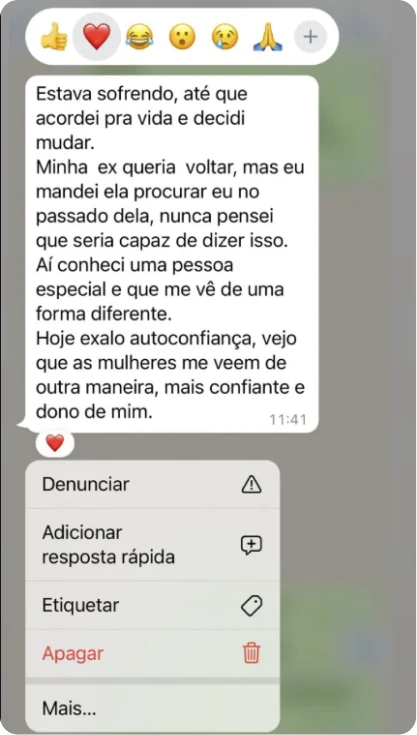 Estava sofrendo, até que
acordei pra vida e decidi
mudar.
Minha  ex queria  voltar, mas eu
mandei ela procurar eu no
passado dela, nunca pensei
que seria capaz de dizer isso.
Aí conheci uma pessoa
especial e que me vê de uma
forma diferente.
Hoje exalo autoconfiança, vejo
que as mulheres me veem de
outra maneira, mais confiante e
dono de mim.
11:41
Denunciar
Adicionar
resposta rápida
Etiquetar
Apagar
Mais...